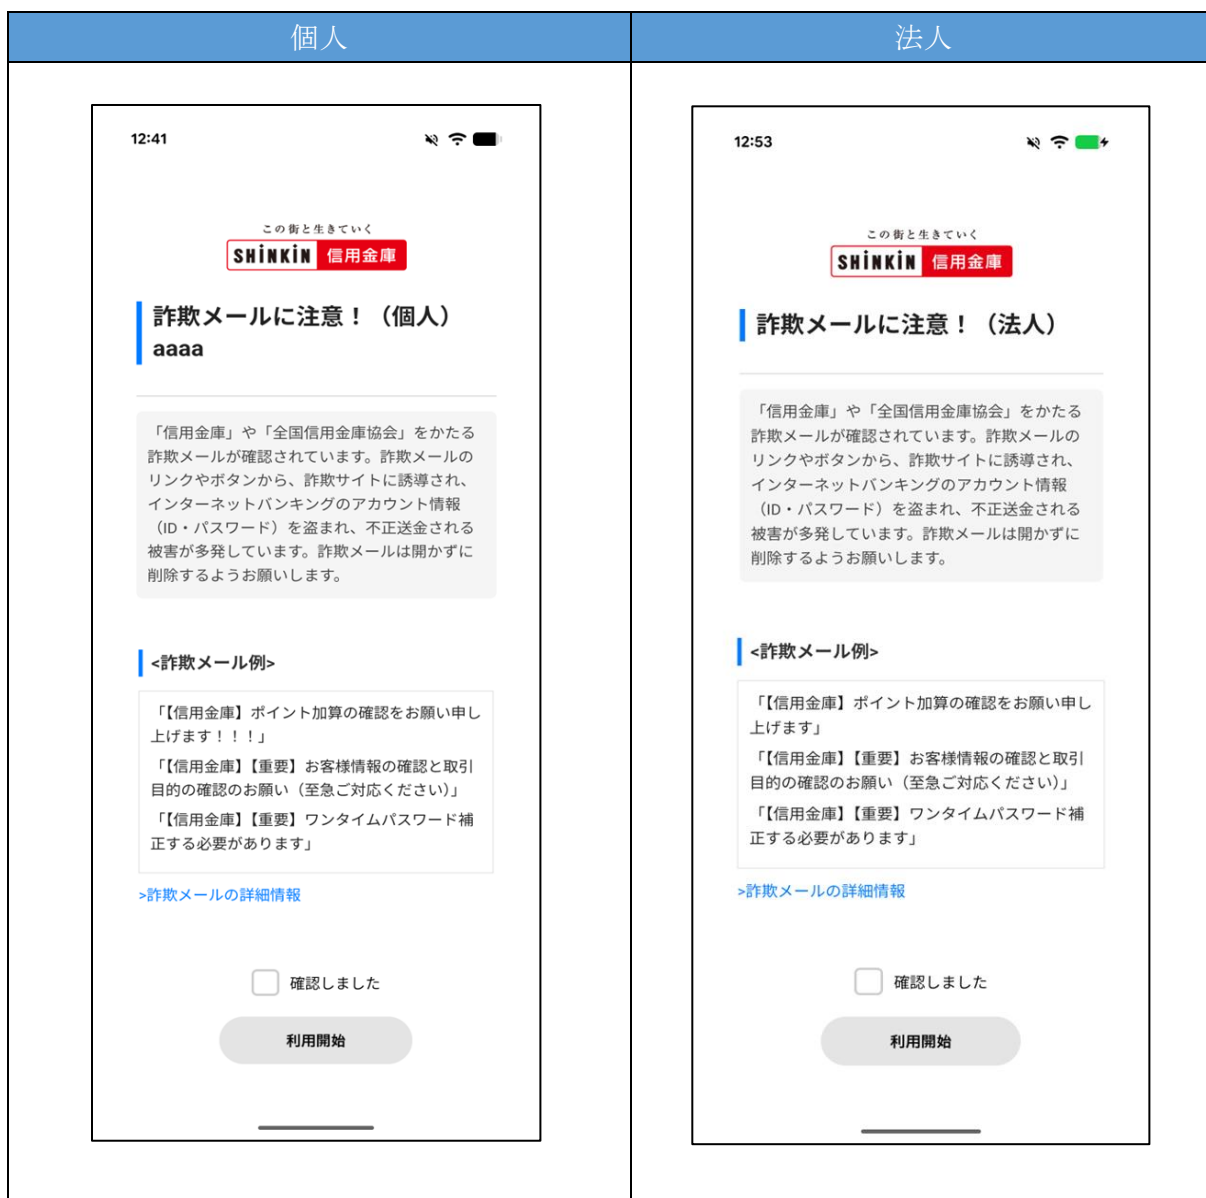 個人
法人
12:41
この街と生きていく
SHINKIN 信用金庫
詐欺メールに注意！（個人）
aaaa
「信用金庫」や「全国信用金庫協会」をかたる
詐欺メールが確認されています。詐欺メールの
リンクやボタンから、詐欺サイトに誘導され、
インターネットバンキングのアカウント情報
（ID・パスワード）を盗まれ、不正送金される
被害が多発しています。詐欺メールは開かずに
削除するようお願いします。
<詐欺メール例>
「【信用金庫】ポイント加算の確認をお願い申し
上げます！！！」
「【信用金庫】【重要】お客様情報の確認と取引
目的の確認のお願い（至急ご対応ください）」
「【信用金庫】【重要】ワンタイムパスワード補
正する必要があります」
>詐欺メールの詳細情報
確認しました
利用開始
12:53
この街と生きていく
SHINKIN 信用金庫
詐欺メールに注意！（法人）
「信用金庫」や「全国信用金庫協会」をかたる
詐欺メールが確認されています。詐欺メールの
リンクやボタンから、詐欺サイトに誘導され、
インターネットバンキングのアカウント情報
（ID・パスワード）を盗まれ、不正送金される
被害が多発しています。詐欺メールは開かずに
削除するようお願いします。
<詐欺メール例>
「【信用金庫】ポイント加算の確認をお願い申し
上げます」
「【信用金庫】【重要】お客様情報の確認と取引
目的の確認のお願い（至急ご対応ください）」
「【信用金庫】【重要】ワンタイムパスワード補
正する必要があります」
>詐欺メールの詳細情報
確認しました
利用開始